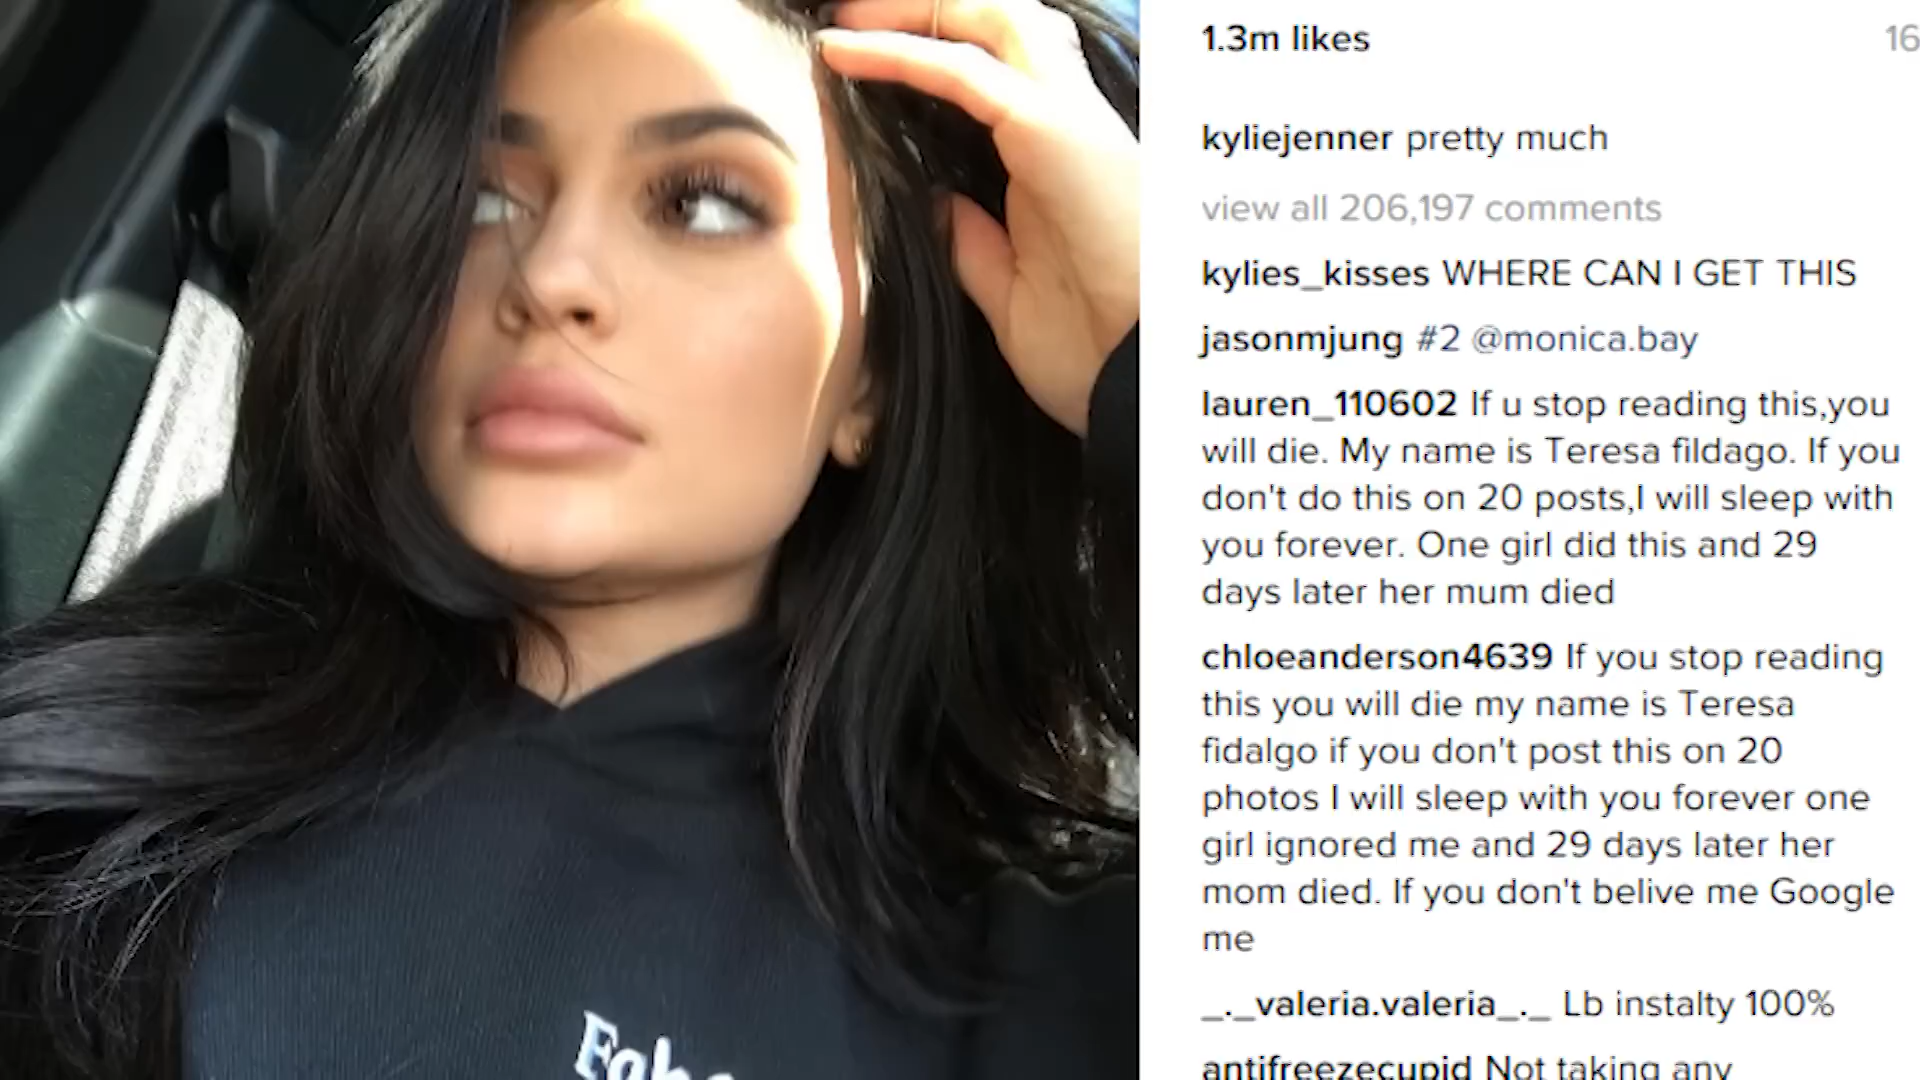 1.3m likes
16
kyliejenner pretty much
view all 206,197 comments
kylies_kisses WHERE CAN I GET THIS
jasonmjung #2 @monica.bay
lauren_110602 If u stop reading this,you
will die. My name is Teresa fildago. If you
don't do this on 20 posts,I will sleep with
you forever. One girl did this and 29
days later her mum died
chloeanderson4639 If you stop reading
this you will die my name is Teresa
fidalgo if you don't post this on 20
photos I will sleep with you forever one
girl ignored me and 29 days later her
mom died. If you don't belive me Google
me
_._valeria.valeria_._ Lb instalty 100%
antifreezecupid Not taking any